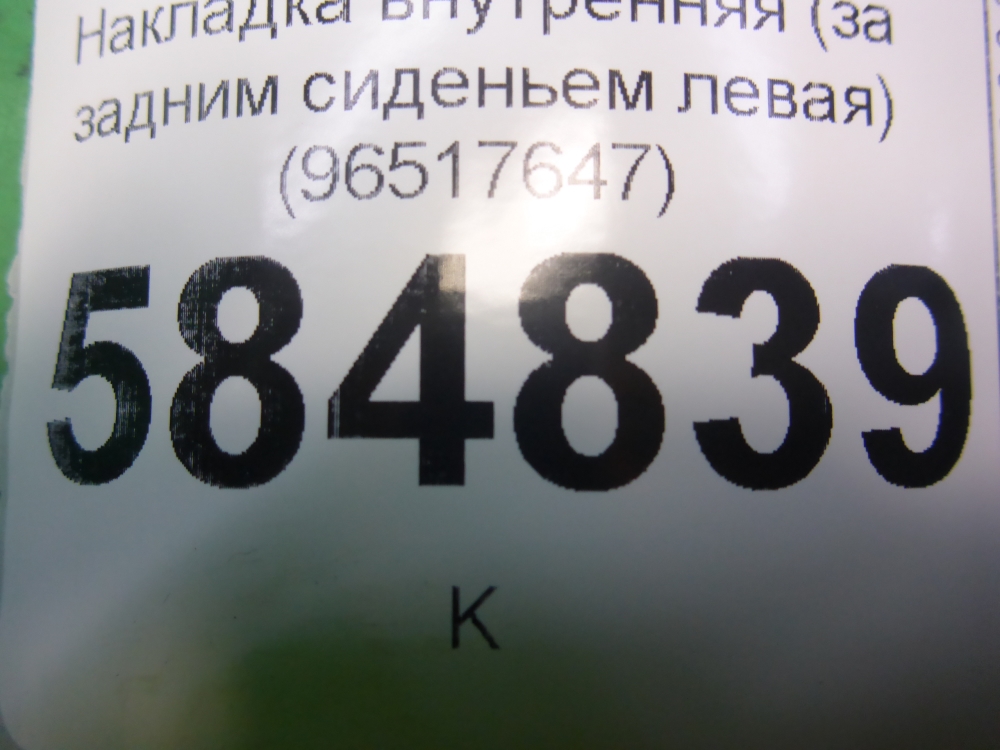 Накладка внутренняя (за
задним сиденьем левая)
(96517647)
584839
К